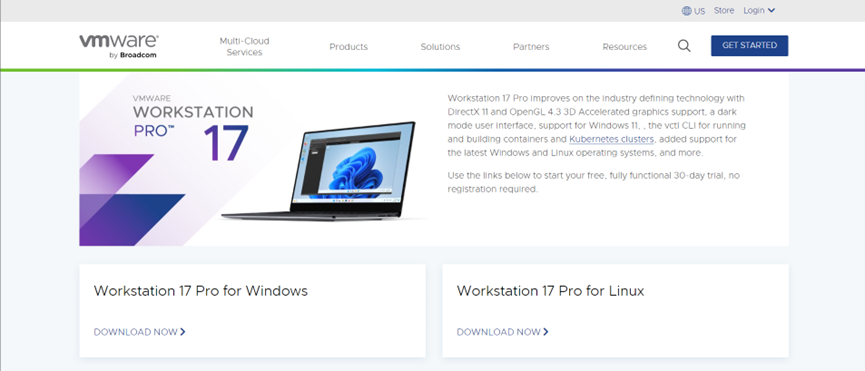 US Store Login
vmware®
by Broadcom
Multi-Cloud
Services
Products
Solutions
Partners
Resources
GET STARTED
VMWARE
WORKSTATION
PRO™ 17
Workstation 17 Pro improves on the industry defining technology with
DirectX 11 and OpenGL 4.3 3D Accelerated graphics support, a dark
mode user interface, support for Windows 11, , the vctl CLI for running
and building containers and Kubernetes clusters, added support for
the latest Windows and Linux operating systems, and more.
Use the links below to start your free, fully functional 30-day trial, no
registration required.
Workstation 17 Pro for Windows
DOWNLOAD NOW
Workstation 17 Pro for Linux
DOWNLOAD NOW